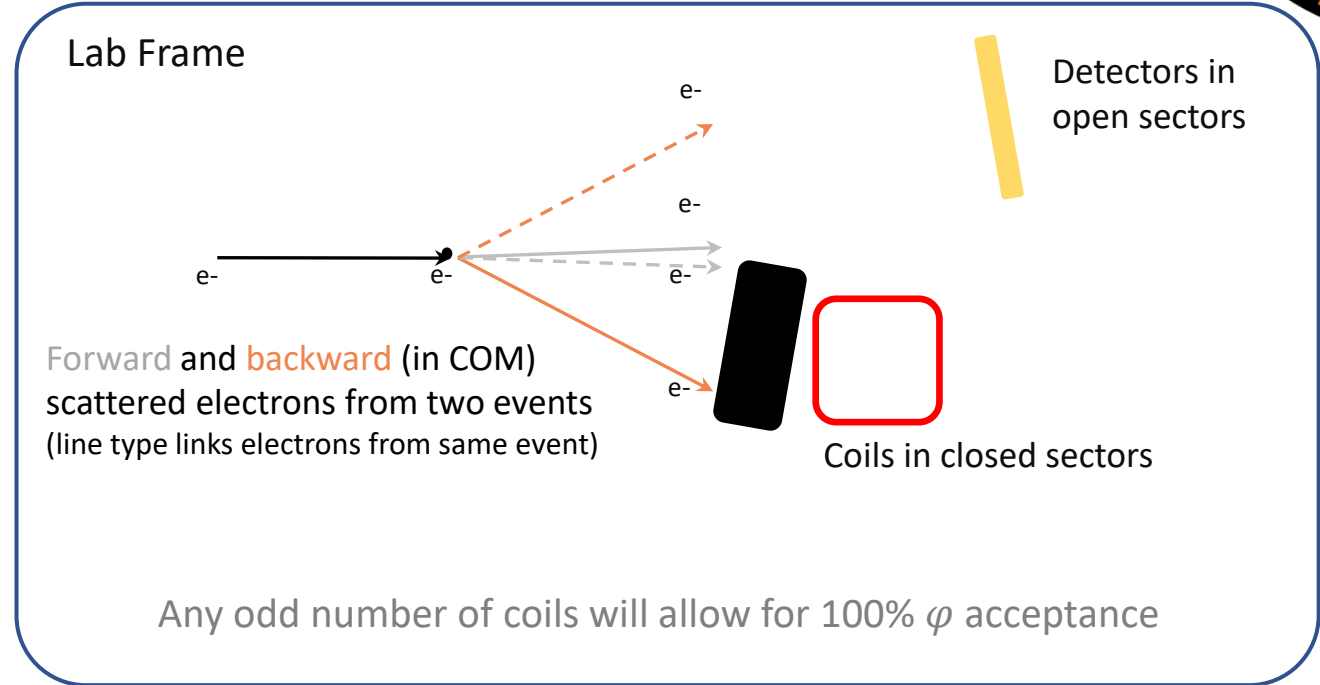 Lab Frame
e-
Detectors in
open sectors
e-
e-
e-
e-
Forward and backward (in COM)
scattered electrons from two events
(line type links electrons from same event)
e-
Coils in closed sectors
Any odd number of coils will allow for 100% 𝜑 acceptance